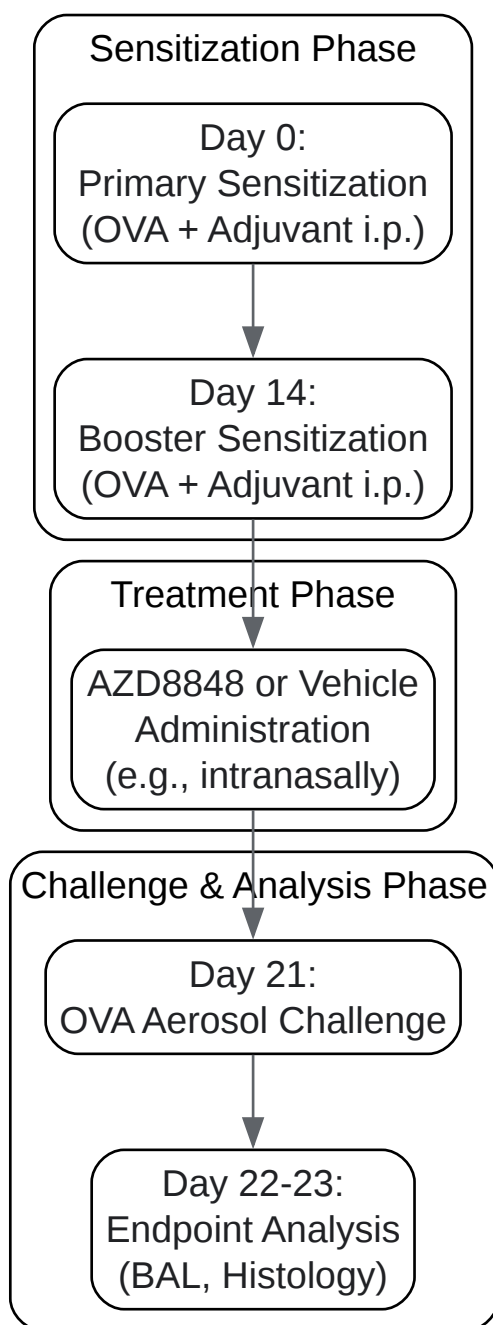 Sensitization Phase
Day 0:
Primary Sensitization
(OVA + Adjuvant i.p.)
Day 14:
Booster Sensitization
(OVA + Adjuvant i.p.)
Treatment Phase
AZD8848 or Vehicle
Administration
(e.g., intranasally)
Challenge & Analysis Phase
Day 21:
OVA Aerosol Challenge
Day 22-23:
Endpoint Analysis
(BAL, Histology)